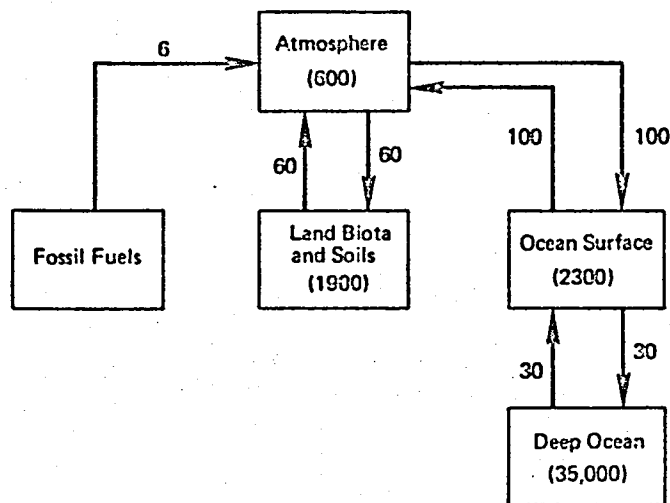 6
Atmosphere
(600)
60
60
100
100
Fossil Fuels
Land Biota
and Soils
(1900)
Ocean Surface
(2300)
30
30
Deep Ocean
(35,000)